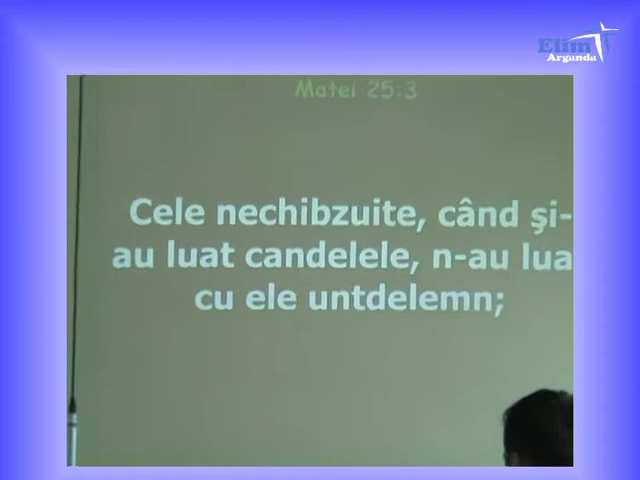 Elim
Arganda
Matei 25:3
Cele nechibzuite, când şi-
au luat candelele, n-au lua
cu ele untdelemn;